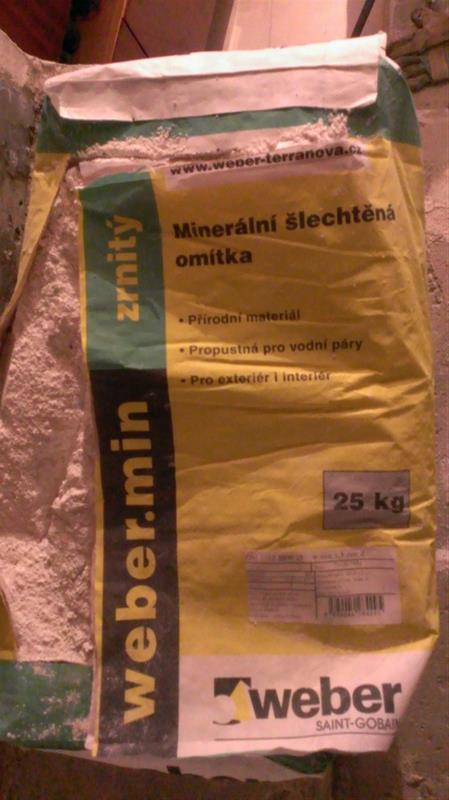 www.weber-terranova.cz
zrnitý
weber.min
Minerální šlechtěná
omítka
• Přírodní materiál
• Propustná pro vodní páry
• Pro exteriér i interiér
25 kg
weber
SAINT-GOBAIN